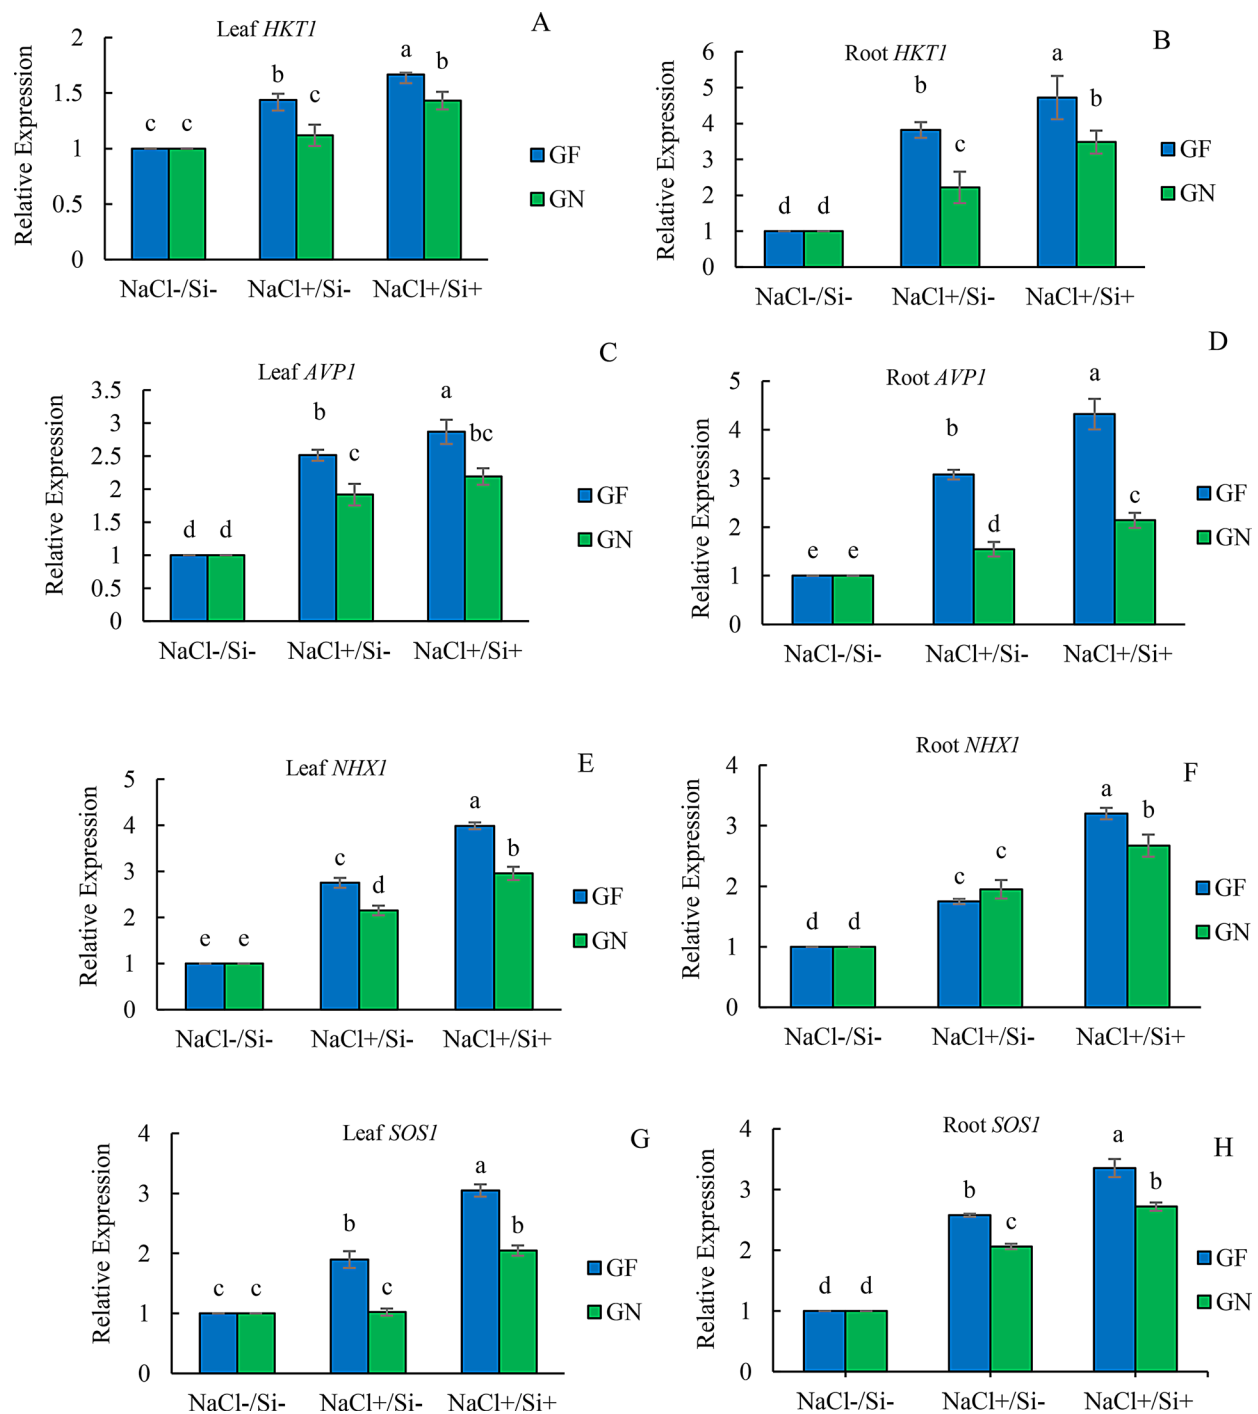 Leaf HKT1
A
Relative Expression
2
1.5
1
0.5
0
c c b c a b
NaCl-/Si- NaCl+/Si- NaCl+/Si+
GF
GN
Root HKT1
B
Relative Expression
6
5
4
3
2
1
0
d d b c a b
NaCl-/Si- NaCl+/Si- NaCl+/Si+
GF
GN
Leaf AVP1
C
Relative Expression
3.5
3
2.5
2
1.5
1
0.5
0
d d b c a bc
NaCl-/Si- NaCl+/Si- NaCl+/Si+
GF
GN
Root AVP1
D
Relative Expression
5
4
3
2
1
0
e e b d a c
NaCl-/Si- NaCl+/Si- NaCl+/Si+
GF
GN
Leaf NHX1
E
Relative Expression
5
4
3
2
1
0
e e c d a b
NaCl-/Si- NaCl+/Si- NaCl+/Si+
GF
GN
Root NHX1
F
Relative Expression
4
3
2
1
0
d d c c a b
NaCl-/Si- NaCl+/Si- NaCl+/Si+
GF
GN
Leaf SOS1
G
Relative Expression
4
3
2
1
0
c c b c a b
NaCl-/Si- NaCl+/Si- NaCl+/Si+
GF
GN
Root SOS1
H
Relative Expression
4
3
2
1
0
d d b c a b
NaCl-/Si- NaCl+/Si- NaCl+/Si+
GF
GN